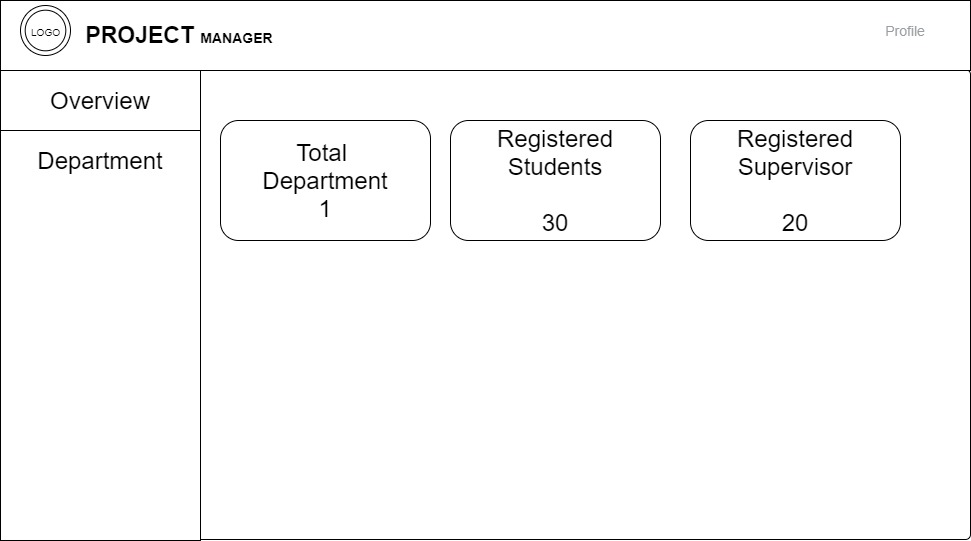 LOGO
PROJECT MANAGER
Profile
Overview
Department
Total
Department
1
Registered
Students
30
Registered
Supervisor
20